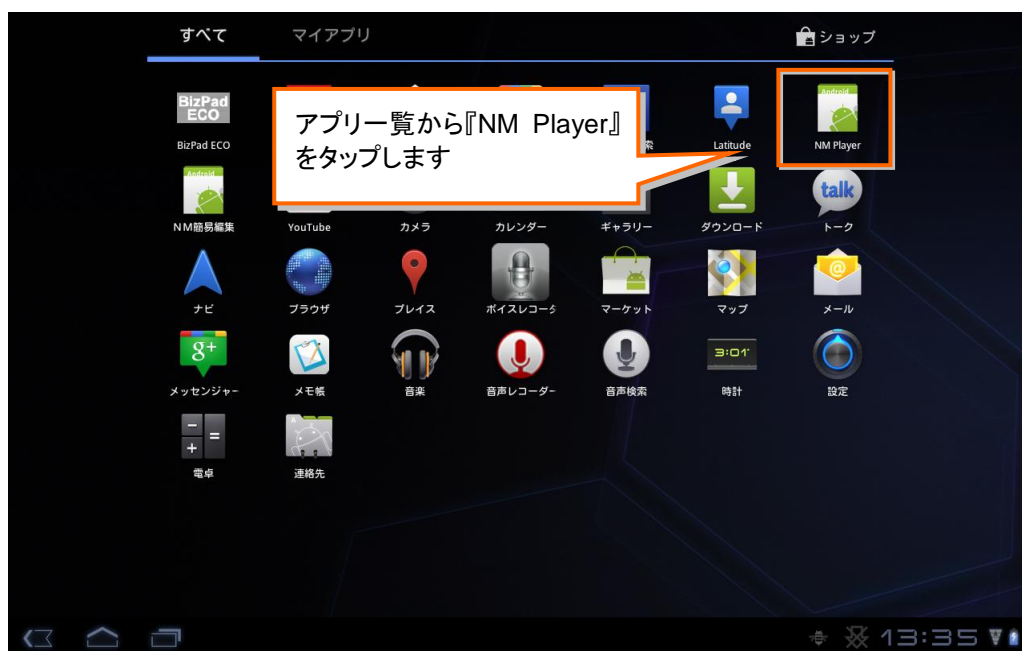 すべて
マイアプリ
ショップ
アプリ一覧から『NM Player』
をタップします
BizPad
ECO
BizPad ECO
索
Latitude
Android
NM Player
Android
NM簡易編集
YouTube
カメラ
カレンダー
ギャラリー
ダウンロード
talk
トーク
ナビ
ブラウザ
プレイス
ボイスレコーダ
マーケット
マップ
@
メール
g+
メッセンジャー
メモ帳
音楽
音声レコーダー
音声検索
3:01
時計
設定
電卓
A
連絡先
13:35